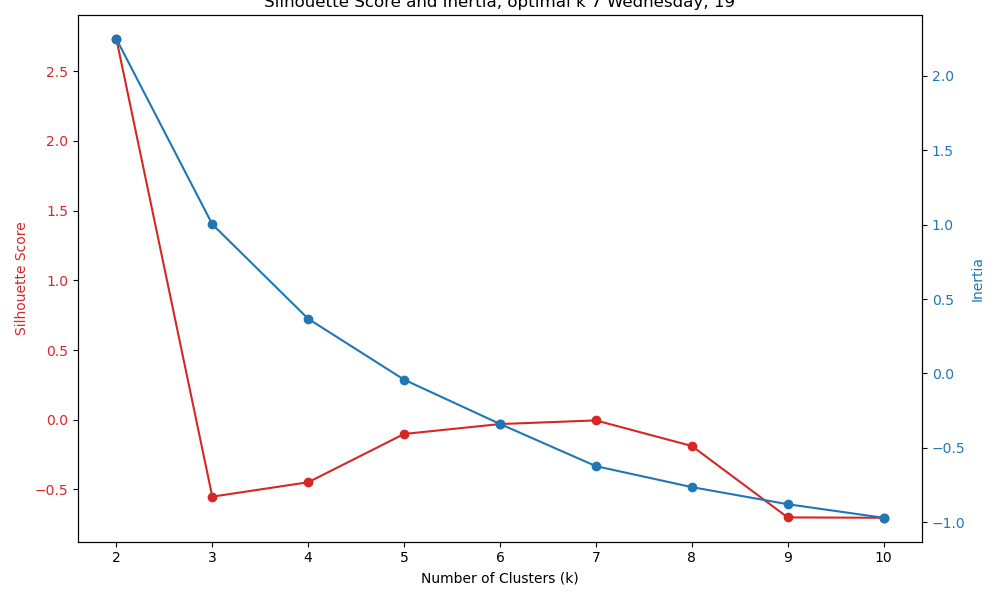 Silhouette Score and Inertia, optimal k 7 Wednesday, 19
2.5
2.0
1.5
1.0
0.5
0.0
−0.5
Silhouette Score
2.0
1.5
1.0
0.5
0.0
−0.5
−1.0
Inertia
2 3 4 5 6 7 8 9 10
Number of Clusters (k)